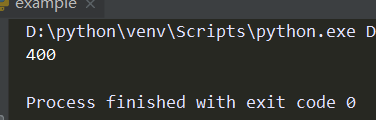 example
D:\python\venv\Scripts\python.exe D
400
Process finished with exit code 0